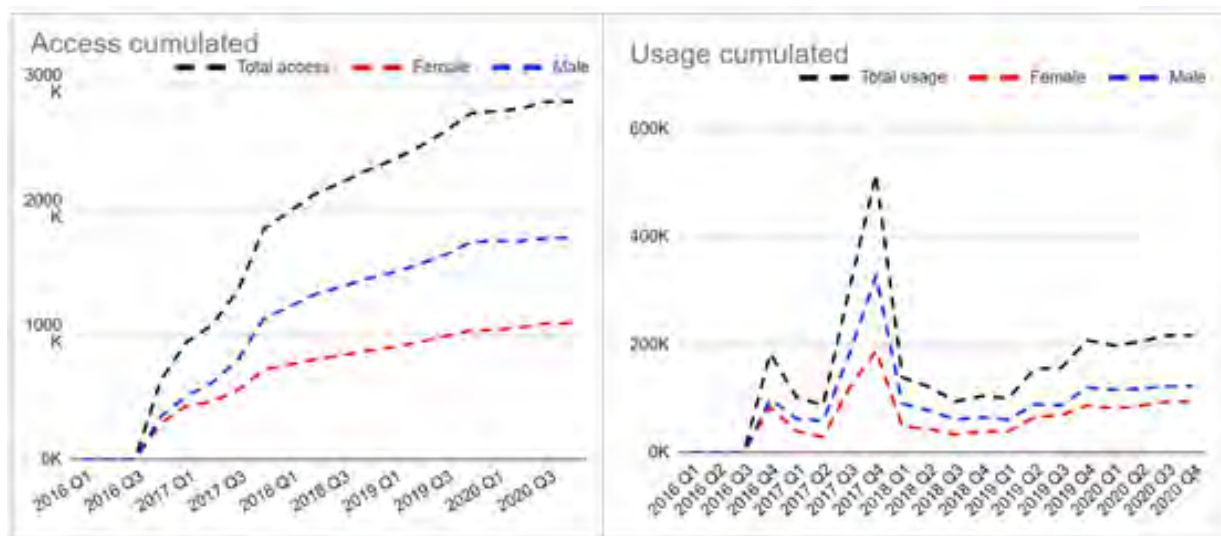 Access cumulated
Total access Female Male
3000
K
2000
K
1000
K
0K
2016 Q1 2016 Q3 2017 Q1 2017 Q3 2018 Q1 2018 Q3 2019 Q1 2019 Q3 2020 Q1 2020 Q3
Usage cumulated
Total usage Female Male
600K
400K
200K
0K
2016 Q1 2016 Q2 2016 Q3 2016 Q4 2017 Q1 2017 Q2 2017 Q3 2017 Q4 2018 Q1 2018 Q2 2018 Q3 2018 Q4 2019 Q1 2019 Q2 2019 Q3 2019 Q4 2020 Q1 2020 Q2 2020 Q3 2020 Q4